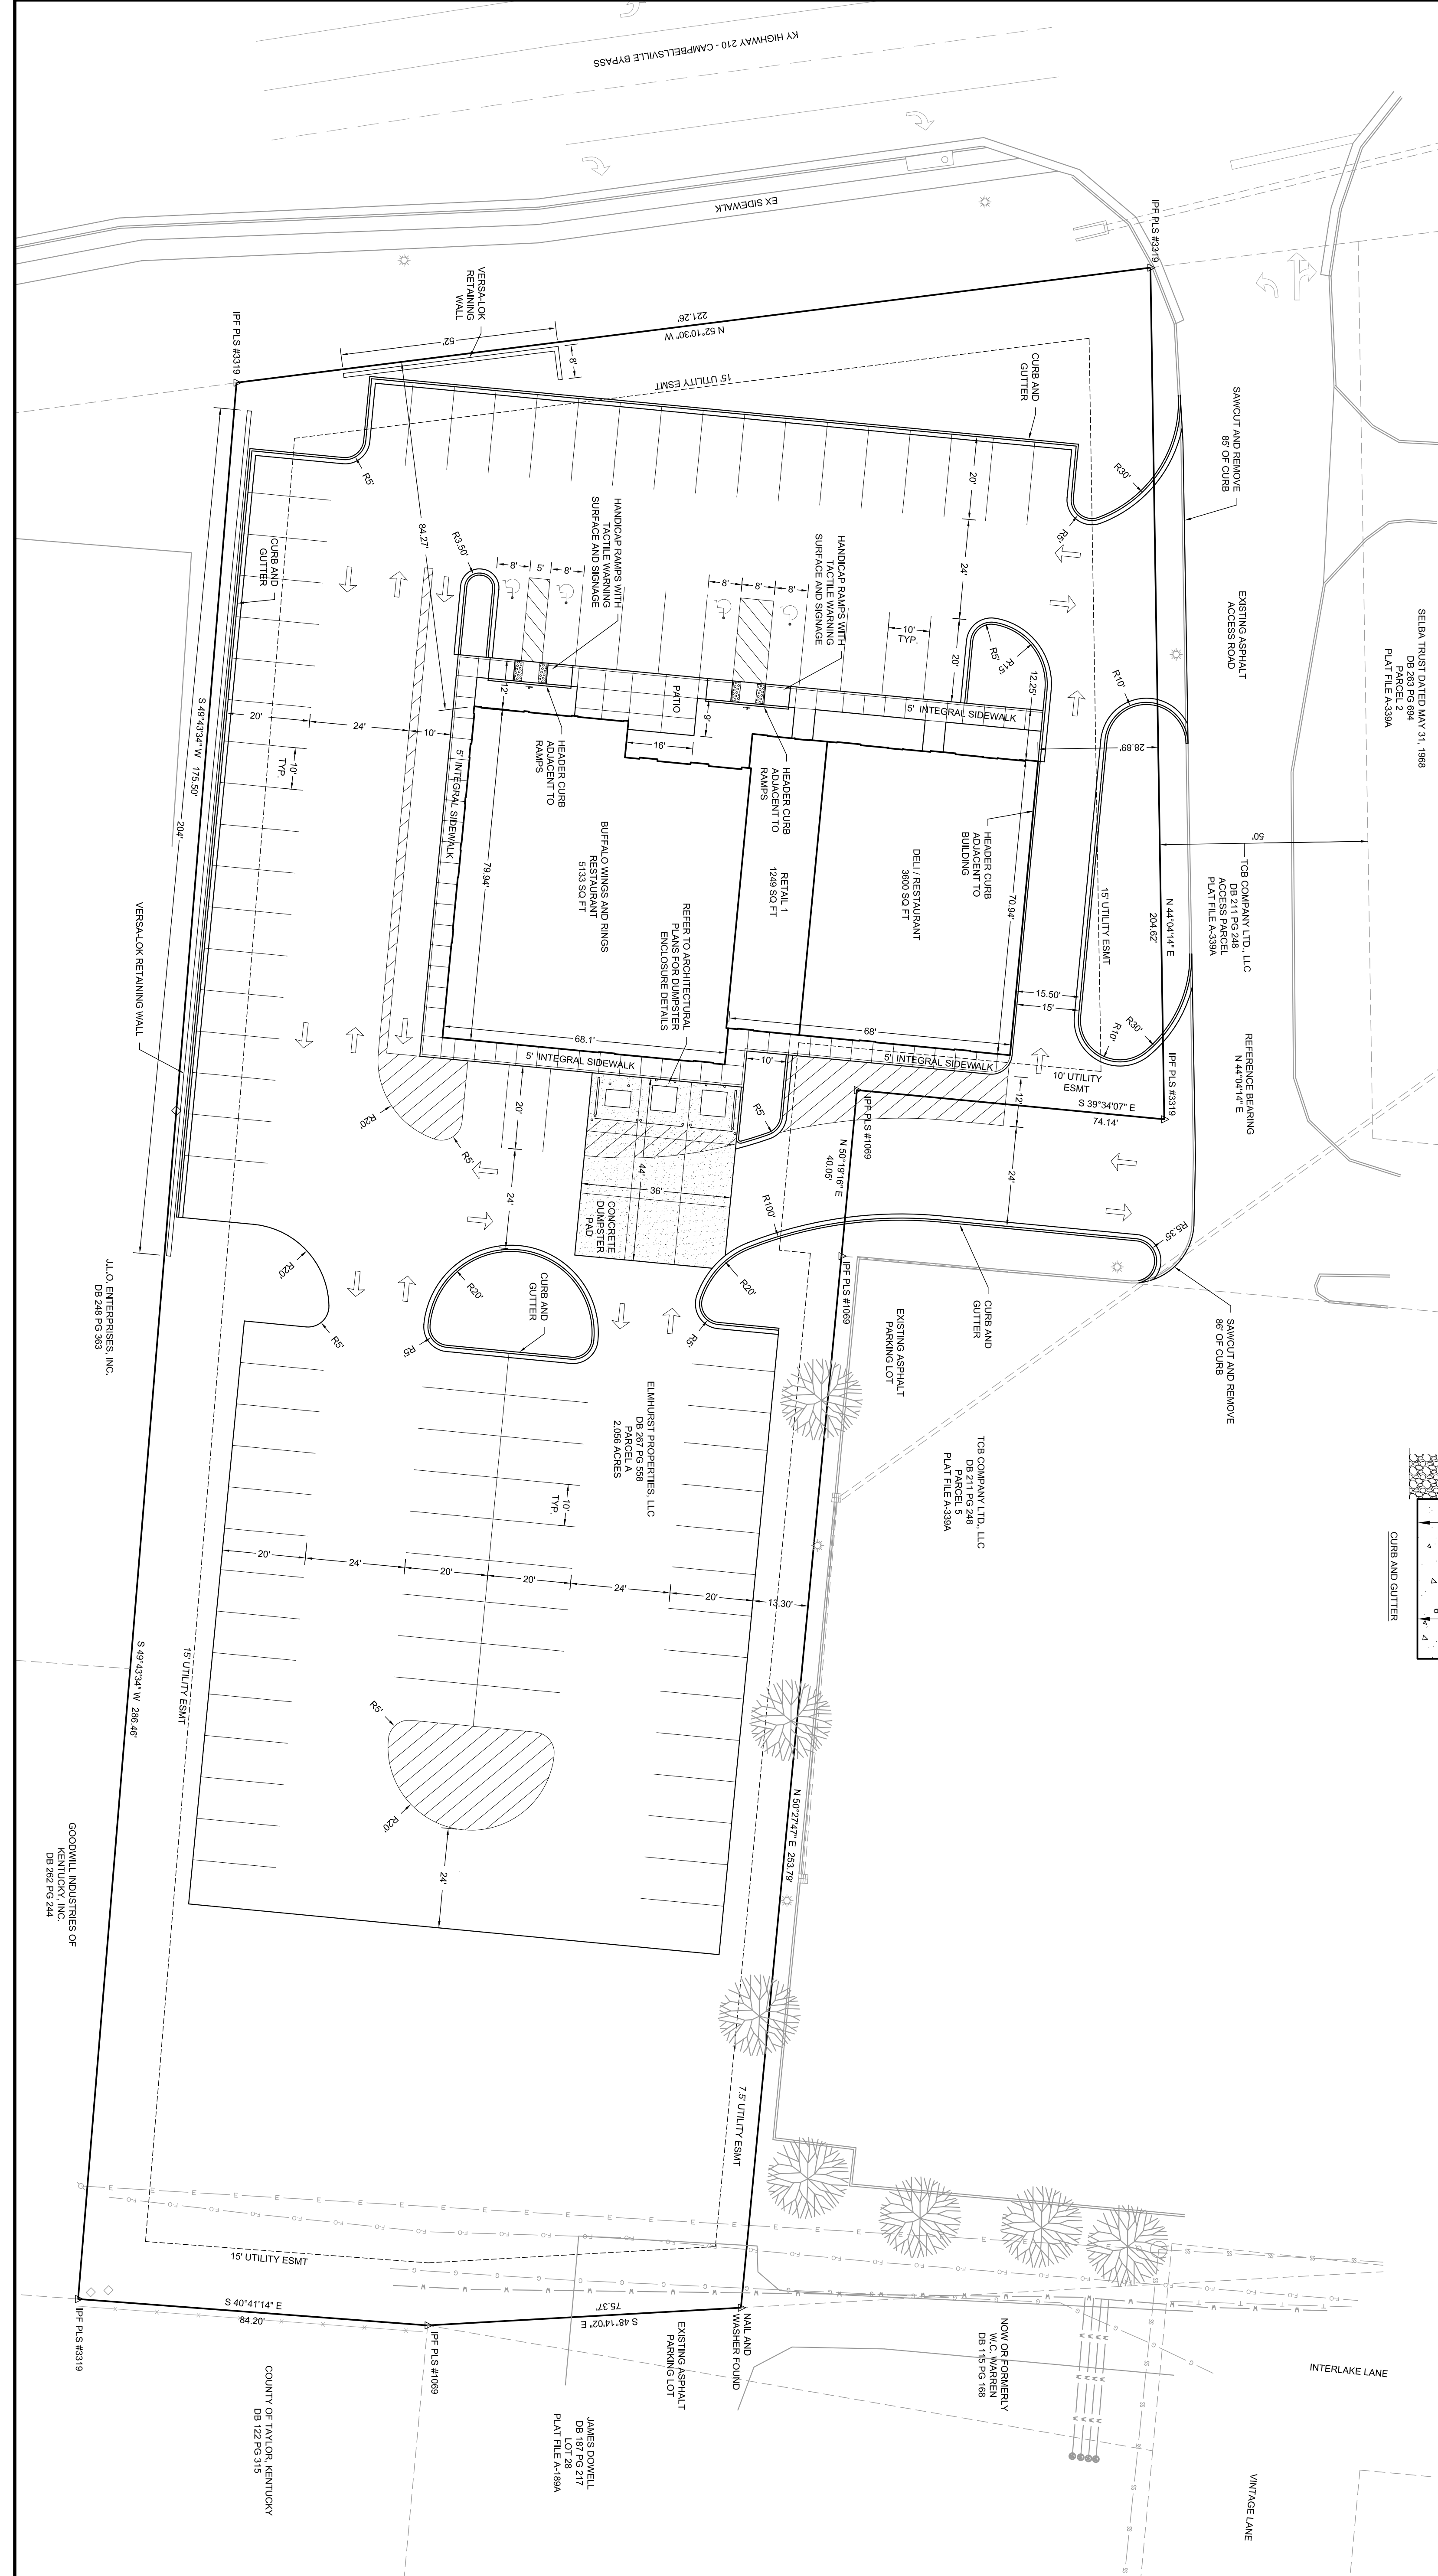 KY HIGHWAY 210 - CAMPBELLSVILLE BYPASS
EX SIDEWALK
IPF PLS #3319
IPF PLS #3319
VERSA-LOK
RETAINING
WALL
52'
8'
221.26'
N 52°10'30" W
15' UTILITY ESMT
CURB AND
GUTTER
SAWCUT AND REMOVE
85' OF CURB
EXISTING ASPHALT
ACCESS ROAD
SELBA TRUST DATED MAY 31, 1968
DB 263 PG 694
PARCEL 2
PLAT FILE A-339A
R30'
R5'
20'
24'
20'
10'
TYP.
R5'
R15'
12.25'
R10'
28.89'
50'
TCB COMPANY LTD., LLC
DB 211 PG 248
ACCESS PARCEL
PLAT FILE A-339A
N 44°04'14" E
204.62'
15' UTILITY ESMT
REFERENCE BEARING
N 44°04'14" E
R5'
84.27'
R3.50'
8'
5'
8'
HANDICAP RAMPS WITH
TACTILE WARNING
SURFACE AND SIGNAGE
8'
8'
8'
HANDICAP RAMPS WITH
TACTILE WARNING
SURFACE AND SIGNAGE
CURB AND
GUTTER
12'
PATIO
9'
16'
5' INTEGRAL SIDEWALK
HEADER CURB
ADJACENT TO
RAMPS
HEADER CURB
ADJACENT TO
RAMPS
HEADER CURB
ADJACENT TO
BUILDING
S 49°43'34" W 175.50'
204'
20'
24'
10'
10'
TYP.
5' INTEGRAL SIDEWALK
79.94'
BUFFALO WINGS AND RINGS
RESTAURANT
5133 SQ FT
RETAIL 1
1249 SQ FT
DELI / RESTAURANT
3600 SQ FT
70.94'
REFER TO ARCHITECTURAL
PLANS FOR DUMPSTER
ENCLOSURE DETAILS
VERSA-LOK RETAINING WALL
68.1'
68'
15.50'
15'
R30'
R10'
5' INTEGRAL SIDEWALK
5' INTEGRAL SIDEWALK
10' UTILITY
ESMT
IPF PLS #3319
S 39°34'07" E
74.14'
10'
12'
R20'
R5'
20'
24'
R5'
IPF PLS #1069
N 50°19'16" E
40.05'
24'
44'
36'
CONCRETE
DUMPSTER
PAD
R100'
R5.35'
IPF PLS #1069
J.L.O. ENTERPRISES, INC.
DB 248 PG 363
R20'
R5'
R20'
R5'
CURB AND
GUTTER
R20'
R5'
EXISTING ASPHALT
PARKING LOT
CURB AND
GUTTER
SAWCUT AND REMOVE
86' OF CURB
ELMHURST PROPERTIES, LLC
DB 267 PG 558
PARCEL A
2.056 ACRES
TCB COMPANY LTD., LLC
DB 211 PG 248
PARCEL 5
PLAT FILE A-339A
10'
TYP.
CURB AND GUTTER
6
20'
24'
20'
20'
24'
20'
13.30'
S 49°43'34" W 286.46'
15' UTILITY ESMT
R5'
R20'
24'
N 50°27'47" E 253.79'
GOODWILL INDUSTRIES OF
KENTUCKY, INC.
DB 262 PG 244
7.5' UTILITY ESMT
15' UTILITY ESMT
S 40°41'14" E
84.20'
75.37'
S 48°14'02" E
IPF PLS #3319
IPF PLS #1069
NAIL AND
WASHER FOUND
EXISTING ASPHALT
PARKING LOT
NOW OR FORMERLY
W.C. WARREN
DB 115 PG 168
INTERLAKE LANE
COUNTY OF TAYLOR, KENTUCKY
DB 122 PG 315
JAMES DOWELL
DB 187 PG 217
LOT 28
PLAT FILE A-189A
VINTAGE LANE